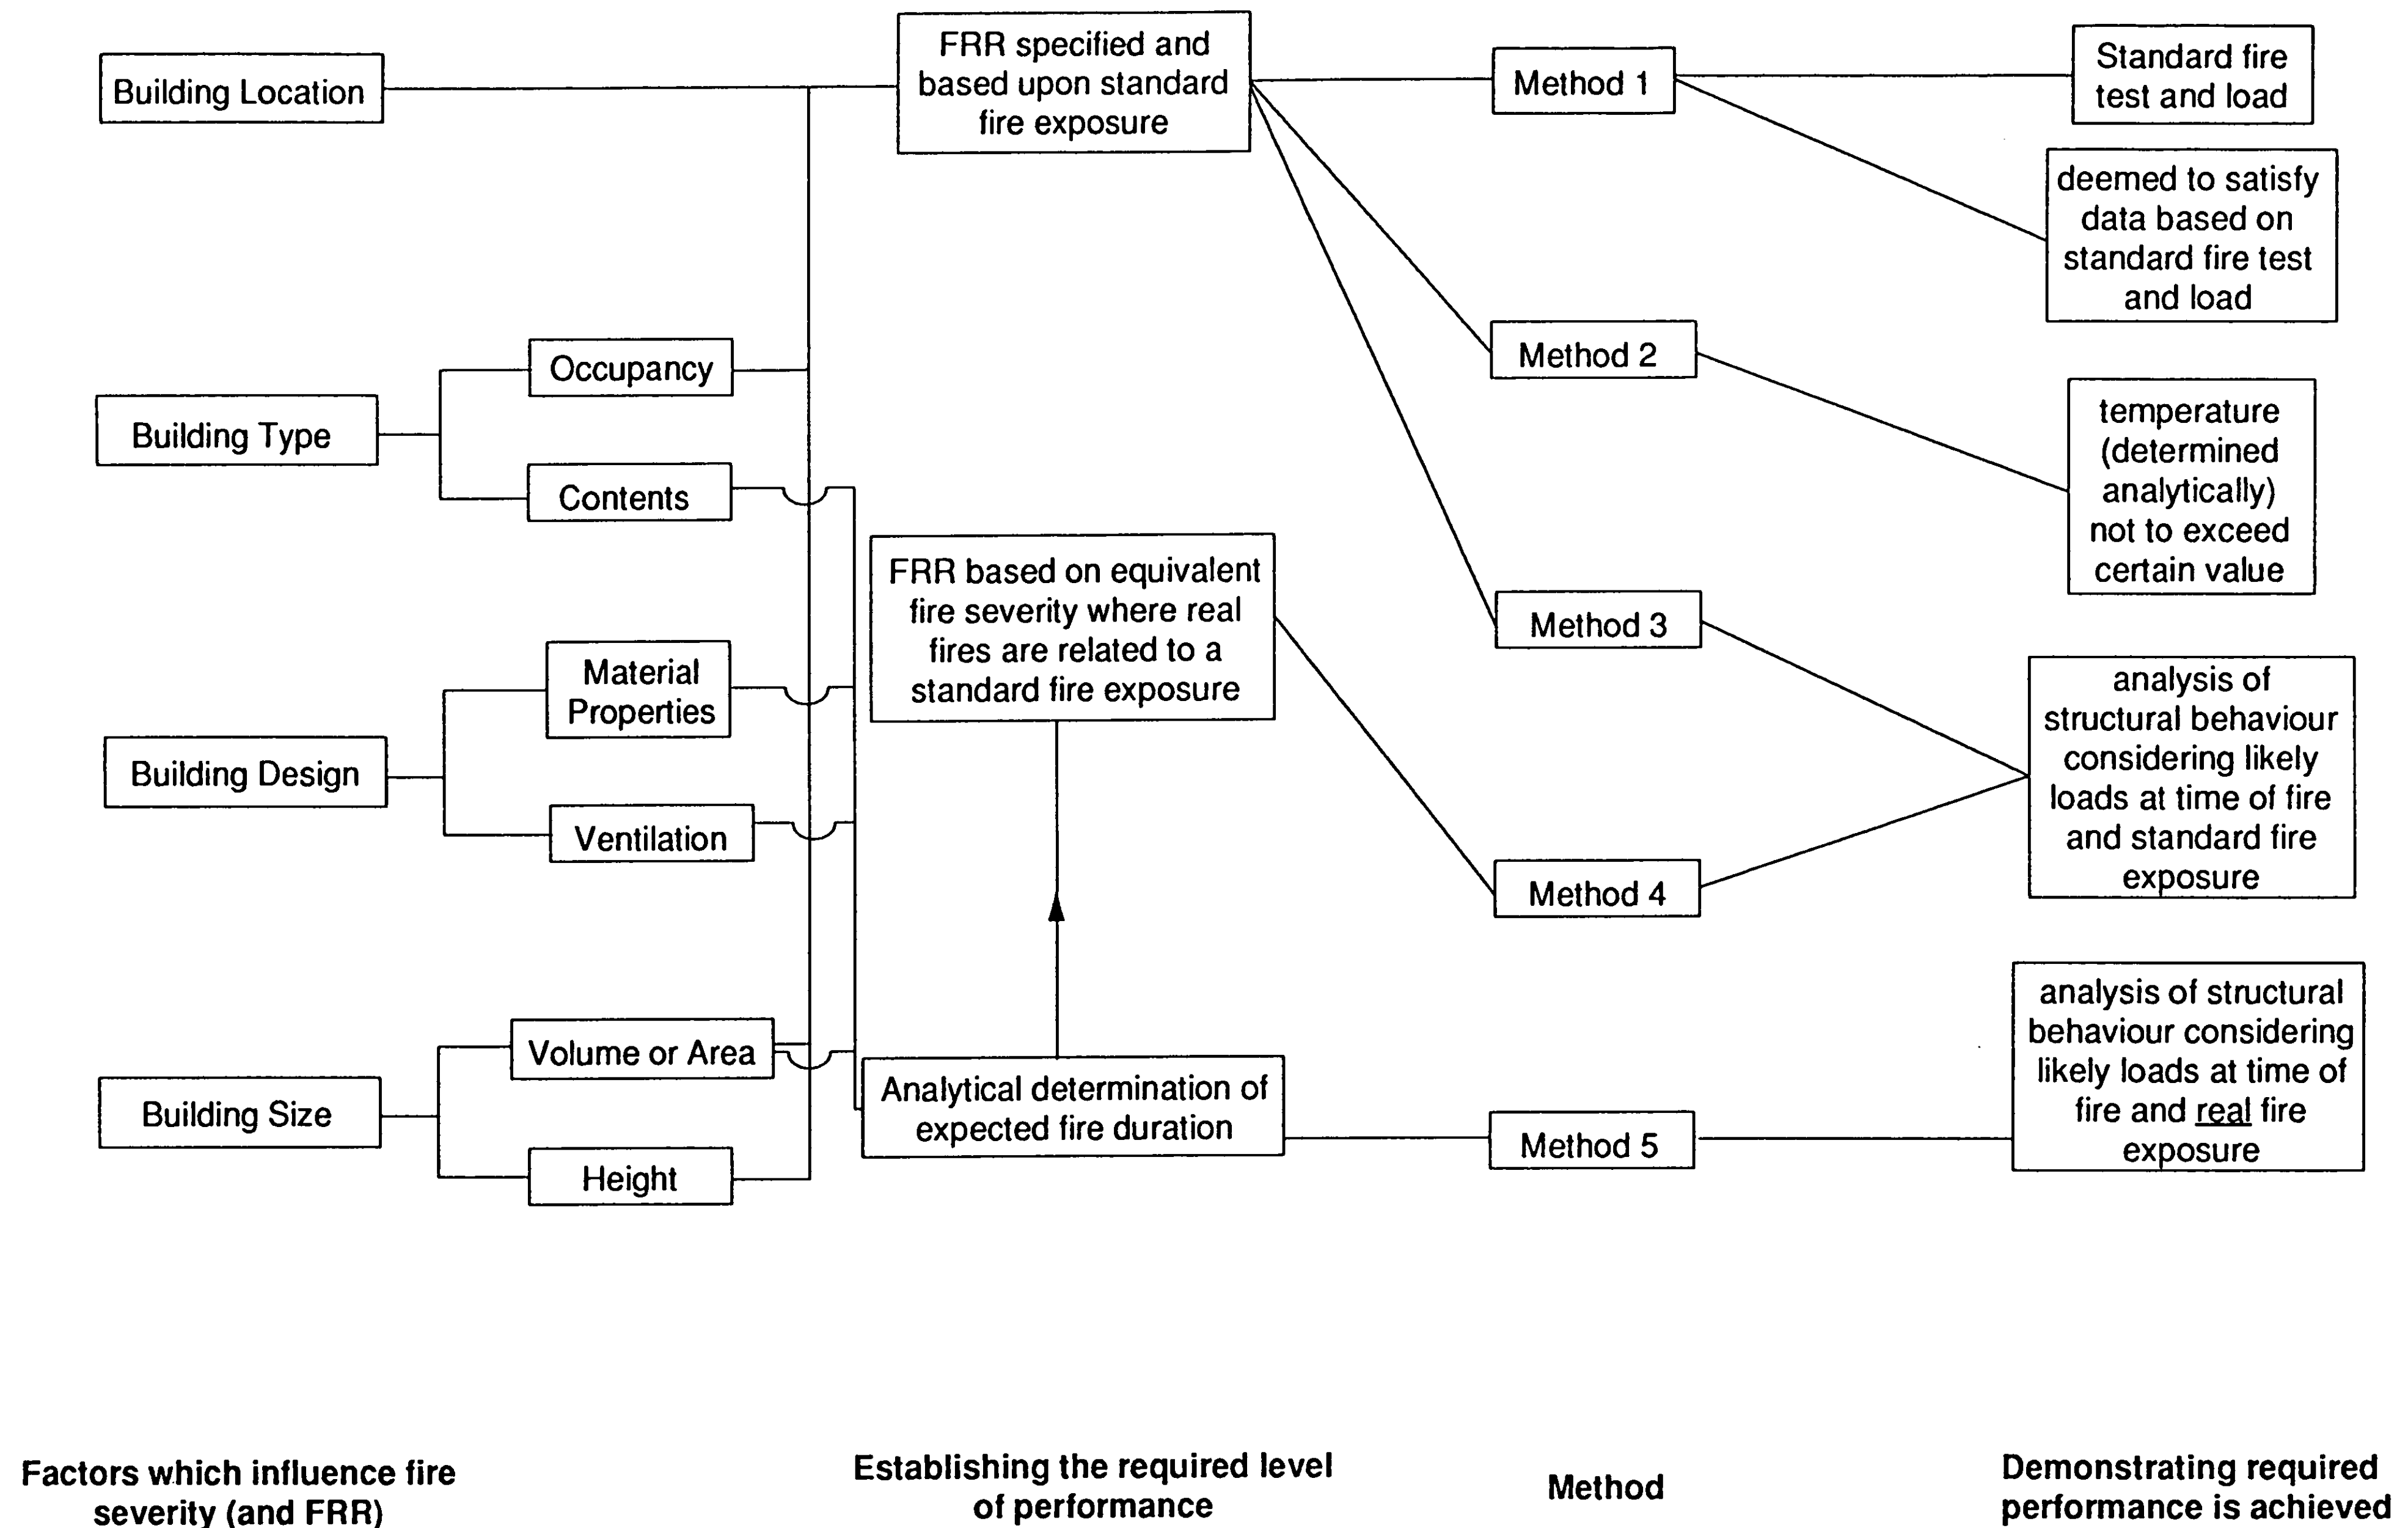 Building Location
FRR specified and
based upon standard
fire exposure
Method 1
Standard fire
test and load
deemed to satisfy
data based on
standard fire test
and load
Building Type
Occupancy
Contents
Method 2
temperature
(determined
analytically)
not to exceed
certain value
FRR based on equivalent
fire severity where real
fires are related to a
standard fire exposure
Method 3
Building Design
Material
Properties
Ventilation
Method 4
analysis of
structural behaviour
considering likely
loads at time of fire
and standard fire
exposure
Building Size
Volume or Area
Height
Analytical determination of
expected fire duration
Method 5
analysis of structural
behaviour considering
likely loads at time of
fire and real fire
exposure
Factors which influence fire
severity (and FRR)
Establishing the required level
of performance
Method
Demonstrating required
performance is achieved